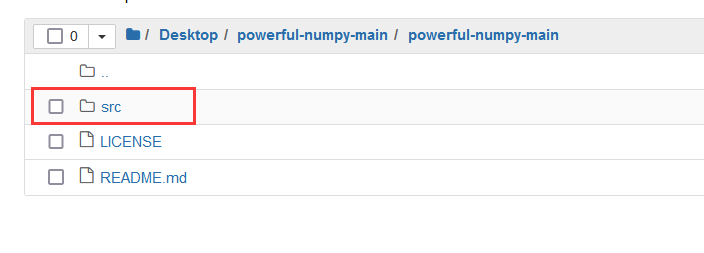 0 / Desktop / powerful-numpy-main / powerful-numpy-main
..
src
LICENSE
README.md